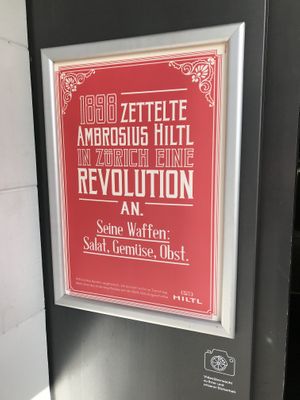 1898 ZETTELTE
AMBROSIUS HILTL
IN ZÜRICH EINE
REVOLUTION
AN.
Seine Waffen:
Salat, Gemüse, Obst.
HILTL